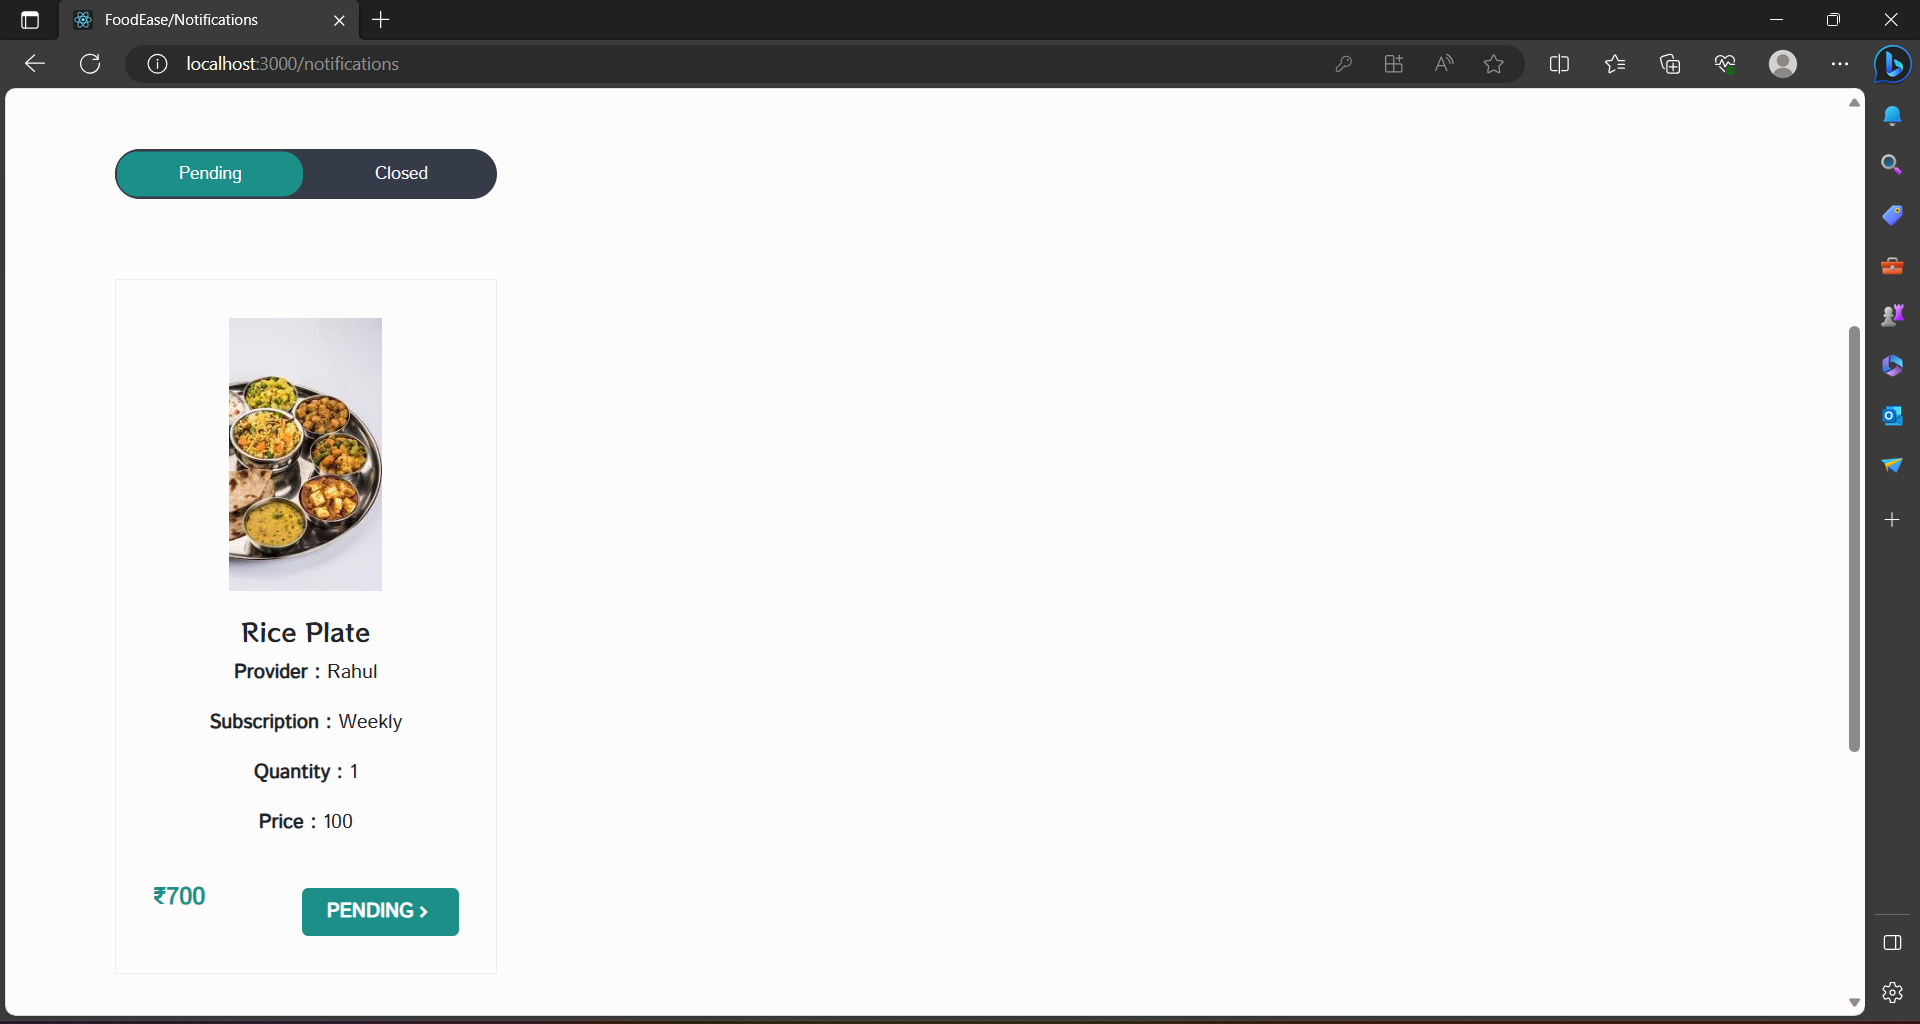 FoodEase/Notifications
localhost:3000/notifications
Pending
Closed
Rice Plate
Provider : Rahul
Subscription : Weekly
Quantity : 1
Price : 100
₹700
PENDING >